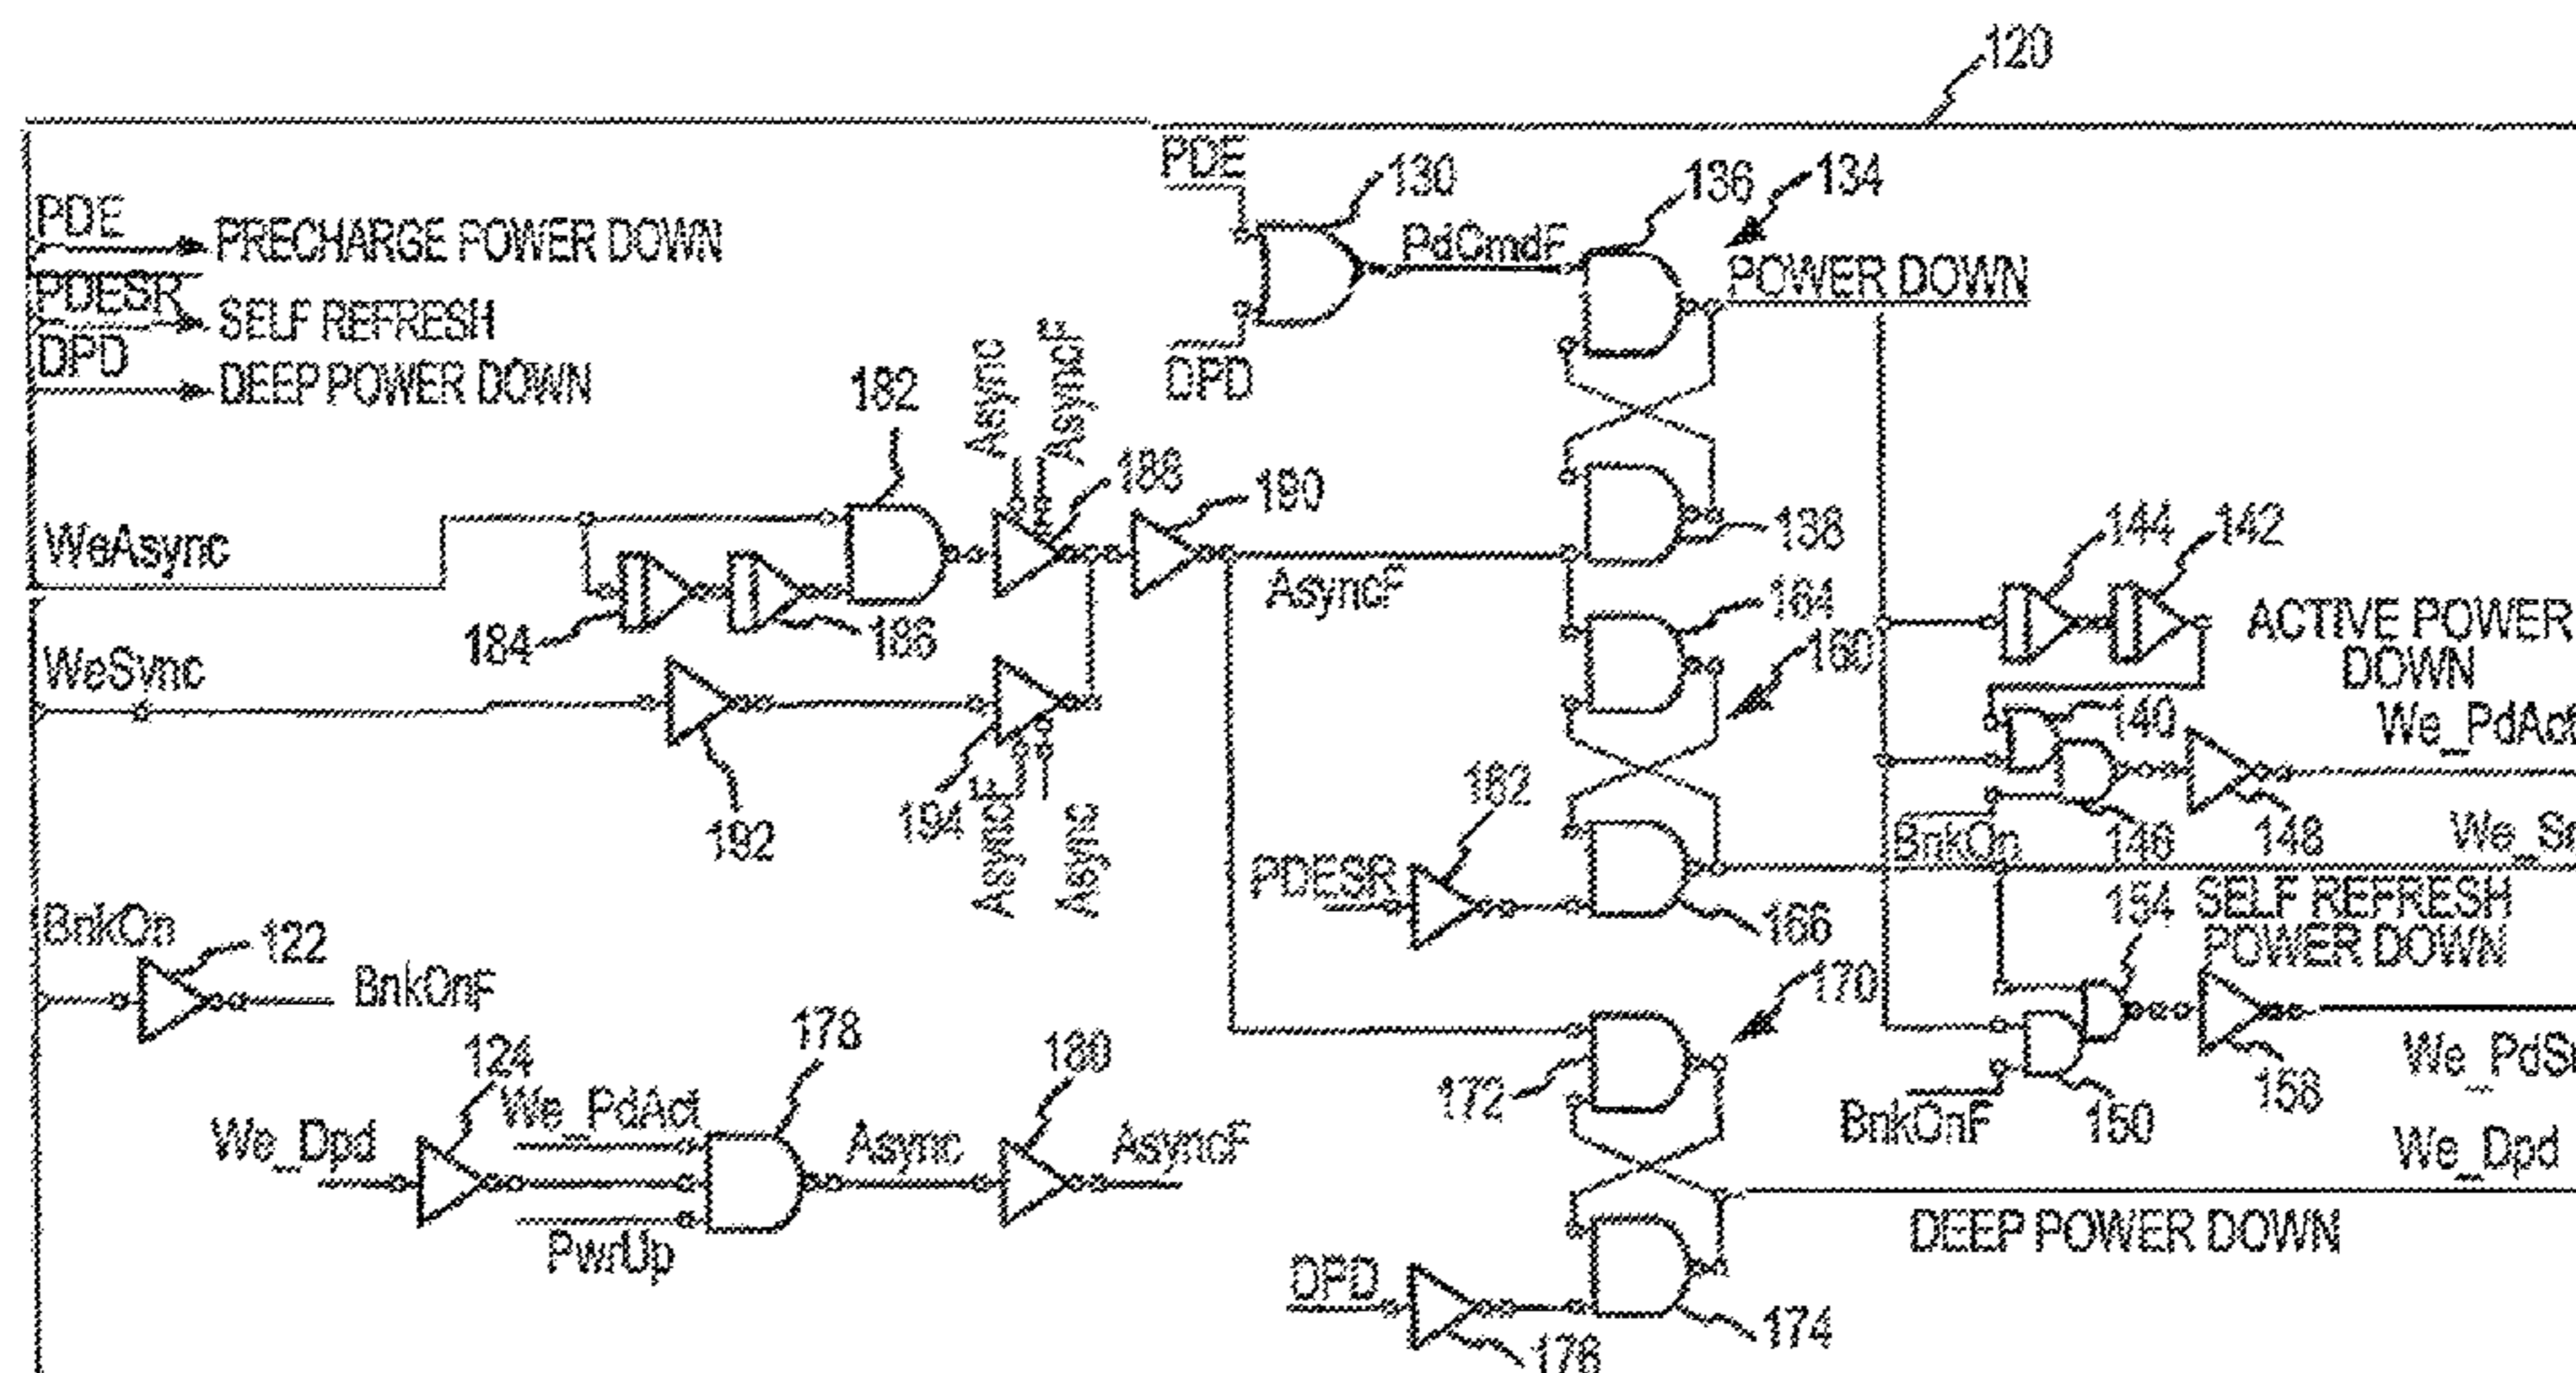 120
PDE
PRECHARGE POWER DOWN
PDESR
SELF REFRESH
DPD
DEEP POWER DOWN
PDE
130
PdCmdF
136
134
POWER DOWN
DPD
182
Async
AsyncF
188
190
138
WeAsync
184
186
AsyncF
164
160
144
142
ACTIVE POWER
DOWN
WeSync
192
194
AsyncF
Async
140
We_PdAct
BnkOn
146
148
162
PDESR
166
154
SELF REFRESH
POWER DOWN
BnkOn
122
BnkOnF
170
172
BnkOnF
150
158
124
We_Dpd
We_PdAct
178
Async
180
AsyncF
PwrUp
We_Dpd
DEEP POWER DOWN
DPD
176
174